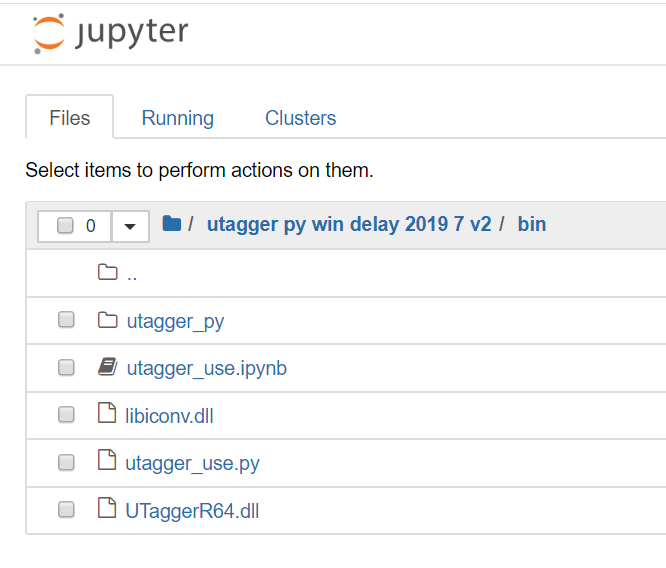 jupyter
Files Running Clusters
Select items to perform actions on them.
0 / utagger py win delay 2019 7 v2 / bin
..
utagger_py
utagger_use.ipynb
libiconv.dll
utagger_use.py
UTaggerR64.dll